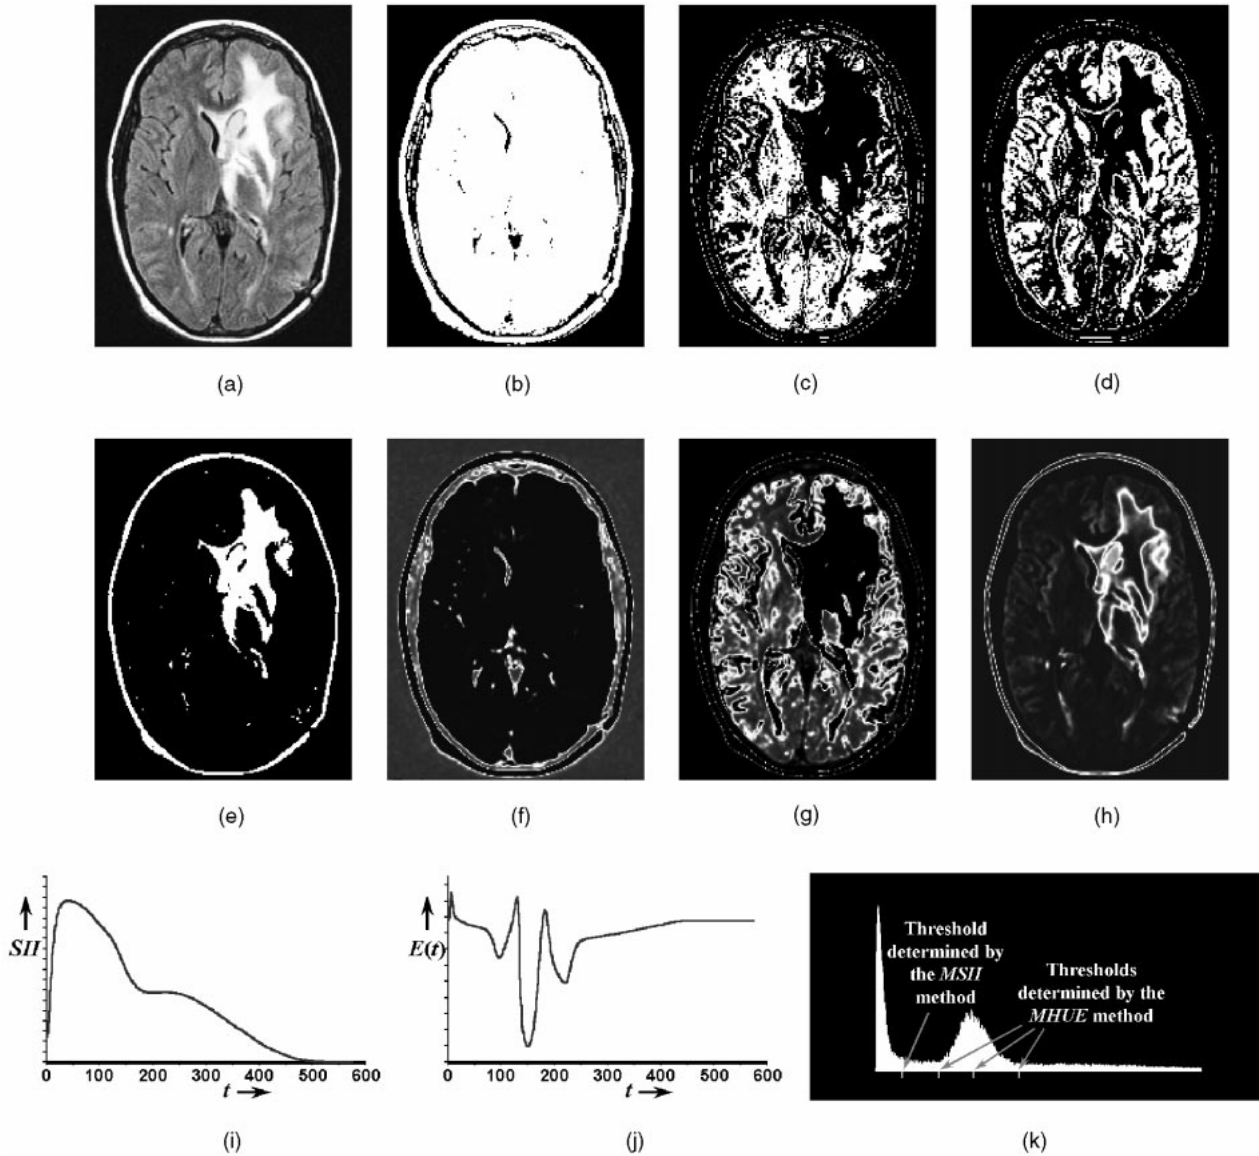 (a)
(b)
(c)
(d)
(e)
(f)
(g)
(h)
SII
0 100 200 300 400 500 600
t
(i)
E(t)
0 100 200 300 400 500 600
t
(j)
Threshold
determined by
the MSII
method
Thresholds
determined by the
MHUE method
(k)